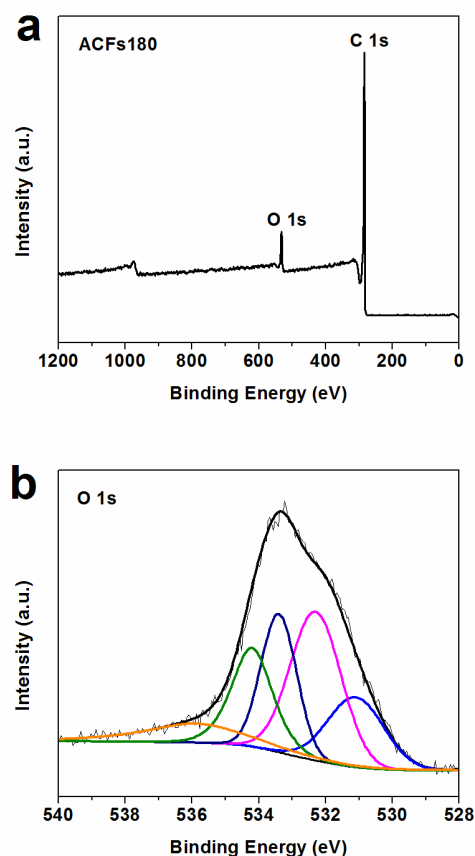 a
ACFs180
C 1s
O 1s
Intensity (a.u.)
1200 1000 800 600 400 200 0
Binding Energy (eV)
b
O 1s
Intensity (a.u.)
540 538 536 534 532 530 528
Binding Energy (eV)